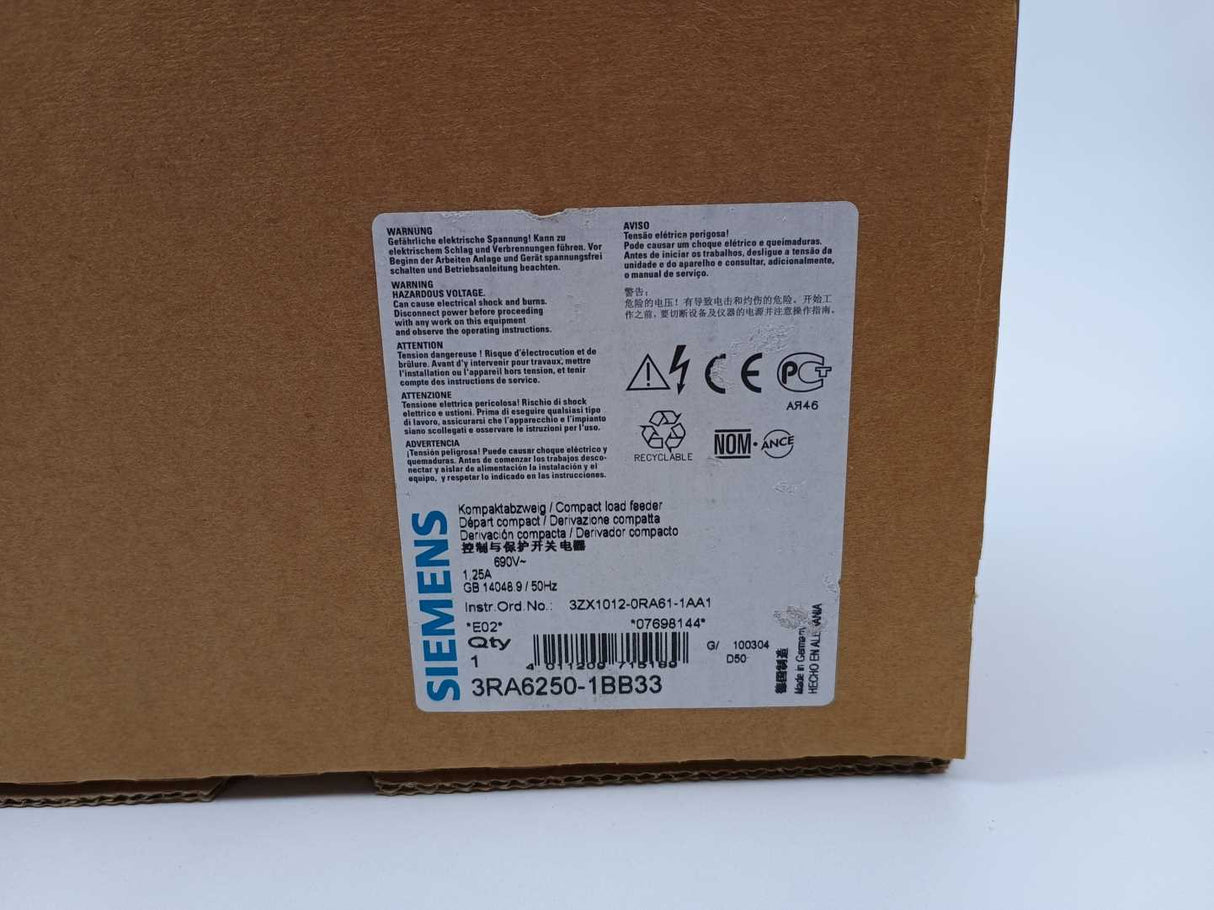 WARNUNG
Gefährliche elektrische Spannung! Kann zu
elektrischem Schlag und Verbrennungen führen. Vor
Beginn der Arbeiten Anlage und Gerät spannungsfrei
schalten und Betriebsanleitung beachten.
WARNING
HAZARDOUS VOLTAGE.
Can cause electrical shock and burns.
Disconnect power before proceeding
with any work on this equipment
and observe the operating instructions.
ATTENTION
Tension dangereuse ! Risque d'électrocution et de
brûlure. Avant d'y intervenir pour travaux, mettre
l'installation ou l'appareil hors tension, et tenir
compte des instructions de service.
ATTENZIONE
Tensione elettrica pericolosa! Rischio di shock
elettrico e ustioni. Prima di eseguire qualsiasi tipo
di lavoro, assicurarsi che l'apparecchio e l'impianto
siano scollegati e osservare le istruzioni per l'uso.
ADVERTENCIA
¡Tensión peligrosa! Puede causar choque eléctrico y
quemaduras. Antes de comenzar los trabajos desco-
nectar y aislar de alimentación la instalación y el
equipo, y respetar lo indicado en las instrucciones.
AVISO
Tensão elétrica perigosa!
Pode causar um choque elétrico e queimaduras.
Antes de iniciar os trabalhos, desligue a tensão da
unidade e do aparelho e consultar, adicionalmente,
o manual de serviço.
警告:
危险的电压! 有导致电击和灼伤的危险。开始工
作之前, 要切断设备及仪器的电源并注意操作指南。
CE
РСТ
АЯ46
RECYCLABLE
NOM·ANCE
SIEMENS
Kompaktabzweig / Compact load feeder
Départ compact / Derivazione compatta
Derivación compacta / Derivador compacto
控制与保护开关电器
690V~
1,25A
GB 14048.9 / 50Hz
Instr.Ord.No.: 3ZX1012-0RA61-1AA1
*E02* *07698144*
Qty
1
4 011209 715189
G/ 100304
D50
3RA6250-1BB33
德国制造
Made in Germany
HECHO EN ALEMANIA